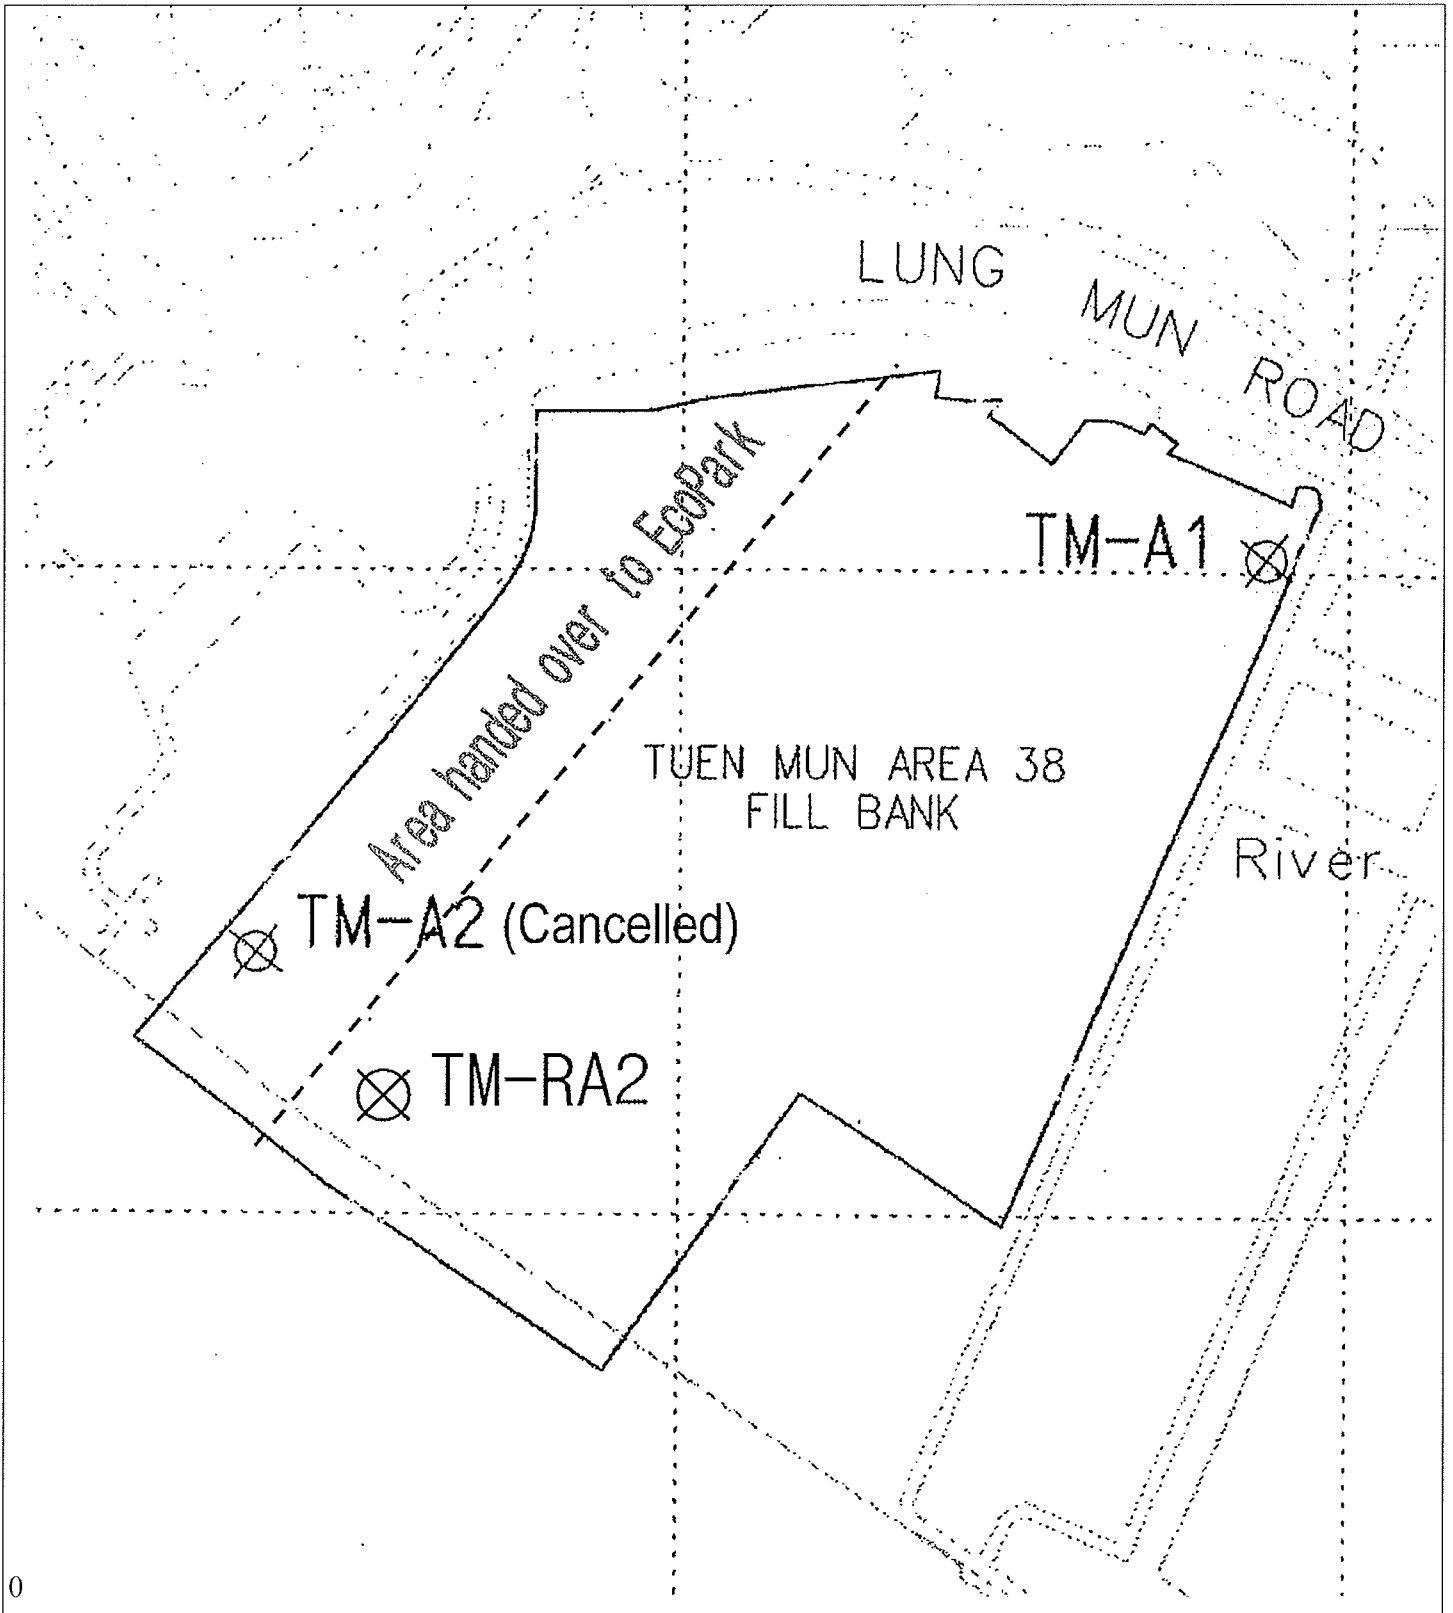 LUNG
MUN
ROAD
Area handed over to EcoPark
TM-A1
TUEN MUN AREA 38
FILL BANK
River
TM-A2 (Cancelled)
TM-RA2
0